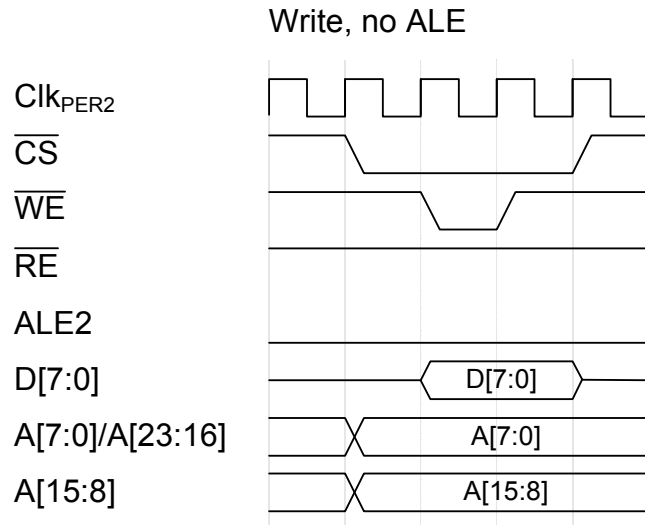 Write, no ALE
ClkPER2
CS
WE
RE
ALE2
D[7:0] D[7:0]
A[7:0]/A[23:16] A[7:0]
A[15:8] A[15:8]